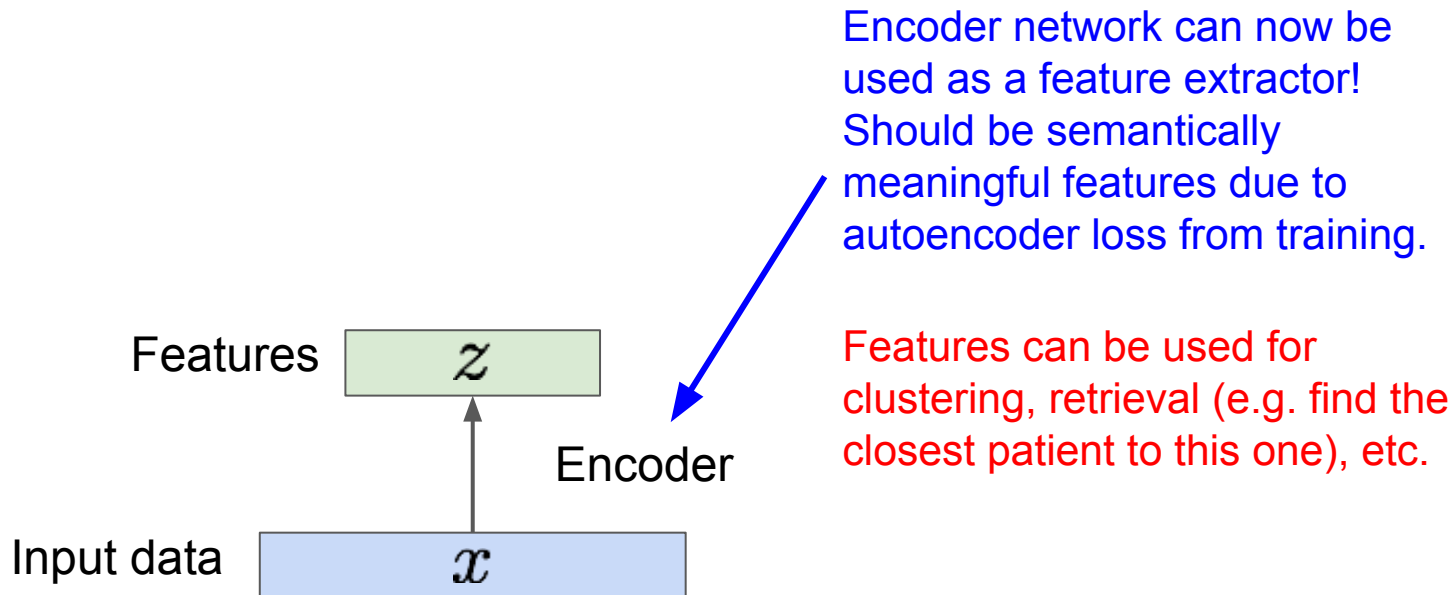 Encoder network can now be
used as a feature extractor!
Should be semantically
meaningful features due to
autoencoder loss from training.
Features can be used for
clustering, retrieval (e.g. find the
closest patient to this one), etc.
Features z
Encoder
Input data x